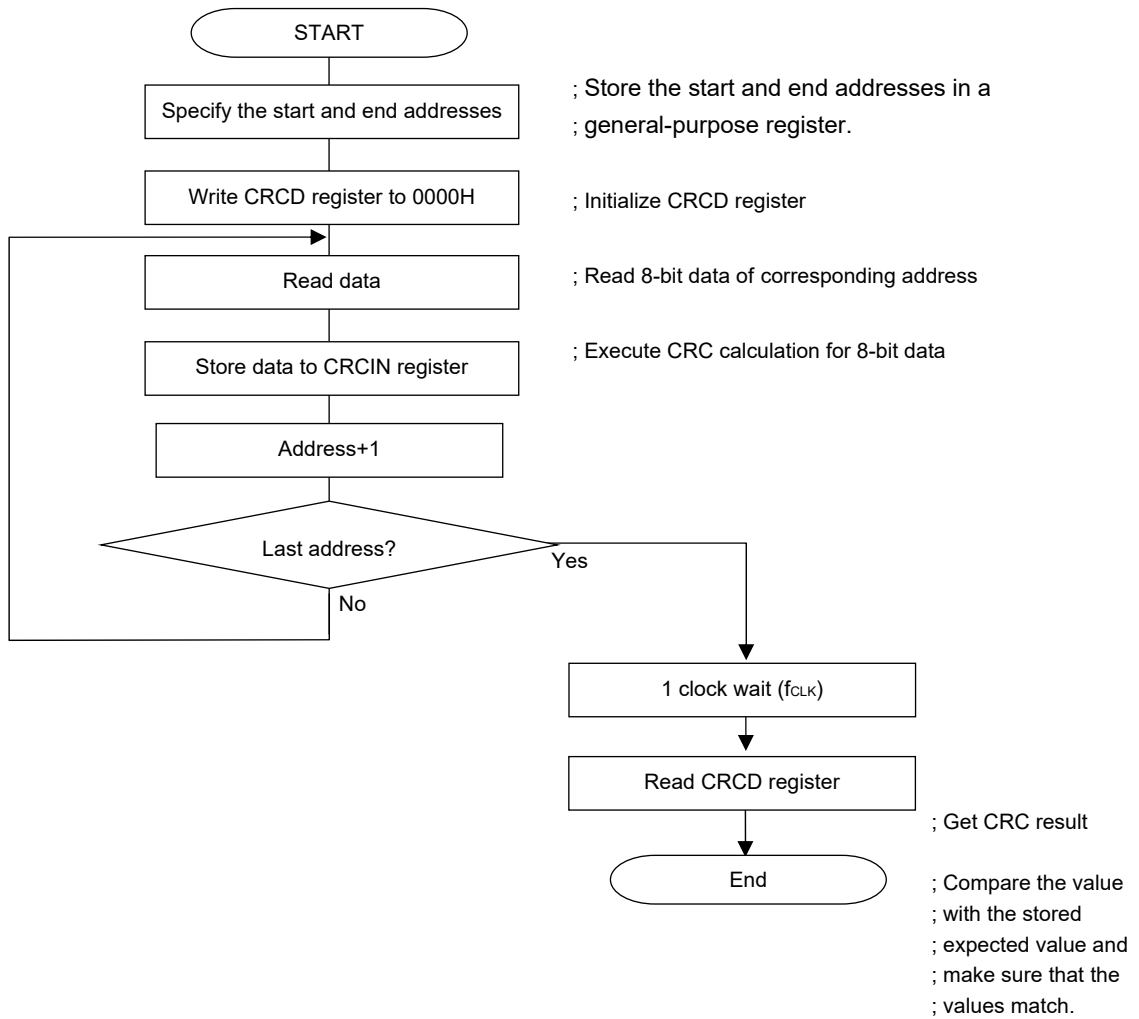 START
Specify the start and end addresses
; Store the start and end addresses in a
; general-purpose register.
Write CRCD register to 0000H
; Initialize CRCD register
Read data
; Read 8-bit data of corresponding address
Store data to CRCIN register
; Execute CRC calculation for 8-bit data
Address+1
Last address?
Yes
No
1 clock wait (fCLK)
Read CRCD register
; Get CRC result
End
; Compare the value
; with the stored
; expected value and
; make sure that the
; values match.